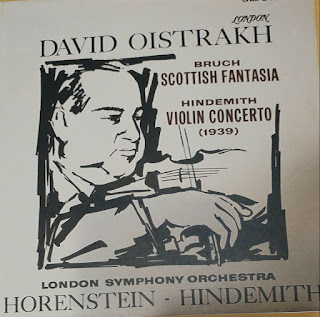 LONDON
DAVID OISTRAKH
BRUCH
SCOTTISH FANTASIA
HINDEMITH
VIOLIN CONCERTO
(1939)
LONDON SYMPHONY ORCHESTRA
HORENSTEIN - HINDEMITH